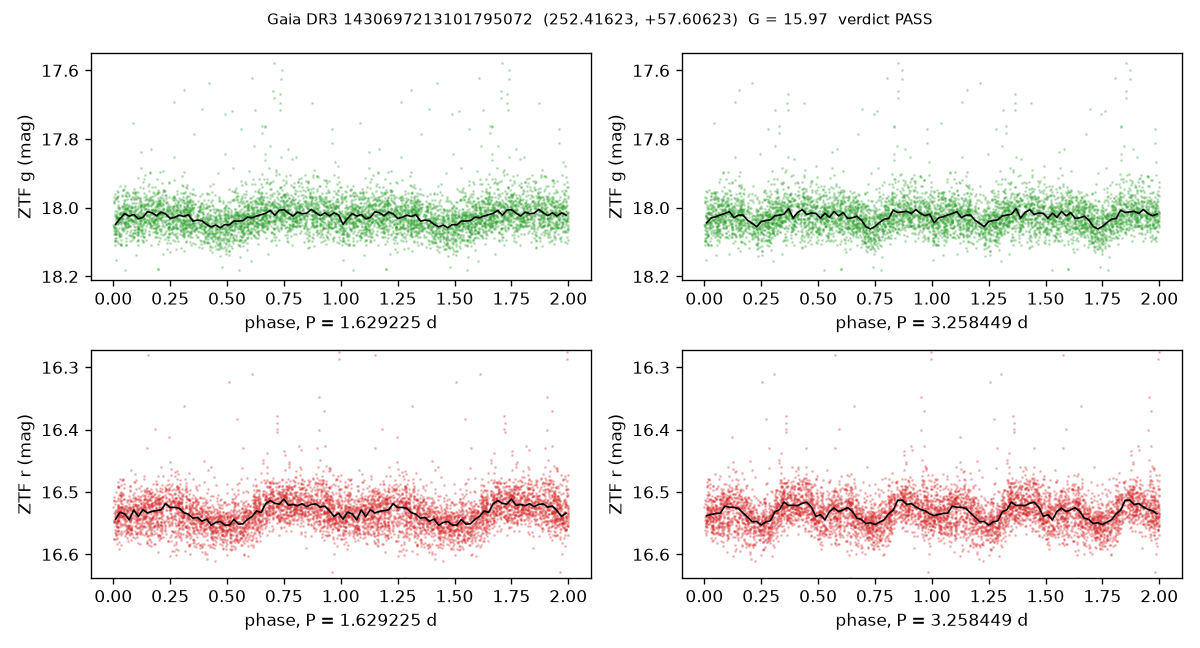 Gaia DR3 1430697213101795072  (252.41623, +57.60623)  G = 15.97  verdict PASS
ZTF g (mag)
17.6
17.8
18.0
18.2
0.00 0.25 0.50 0.75 1.00 1.25 1.50 1.75 2.00
phase, P = 1.629225 d
ZTF g (mag)
17.6
17.8
18.0
18.2
0.00 0.25 0.50 0.75 1.00 1.25 1.50 1.75 2.00
phase, P = 3.258449 d
ZTF r (mag)
16.3
16.4
16.5
16.6
0.00 0.25 0.50 0.75 1.00 1.25 1.50 1.75 2.00
phase, P = 1.629225 d
ZTF r (mag)
16.3
16.4
16.5
16.6
0.00 0.25 0.50 0.75 1.00 1.25 1.50 1.75 2.00
phase, P = 3.258449 d